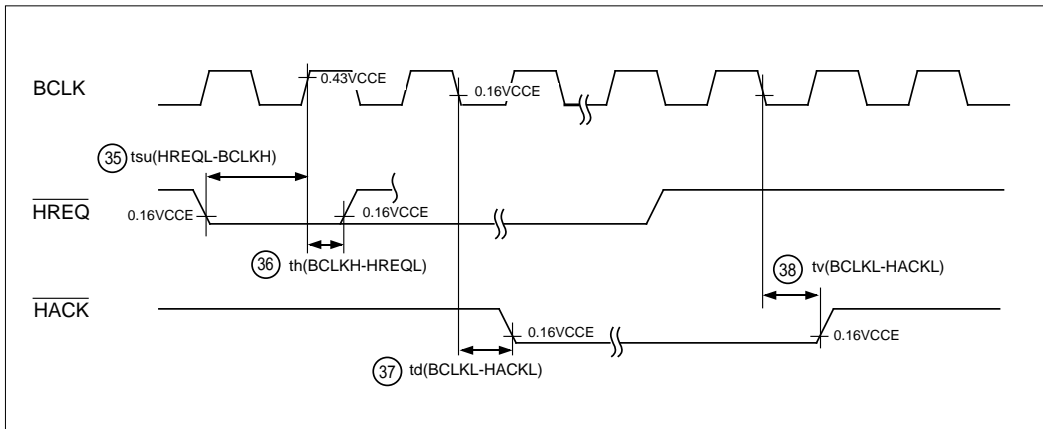 BCLK
0.43VCCE
0.16VCCE
35 tsu(HREQL-BCLKH)
HREQ
0.16VCCE
0.16VCCE
36 th(BCLKH-HREQL)
38 tv(BCLKL-HACKL)
HACK
0.16VCCE
0.16VCCE
37 td(BCLKL-HACKL)